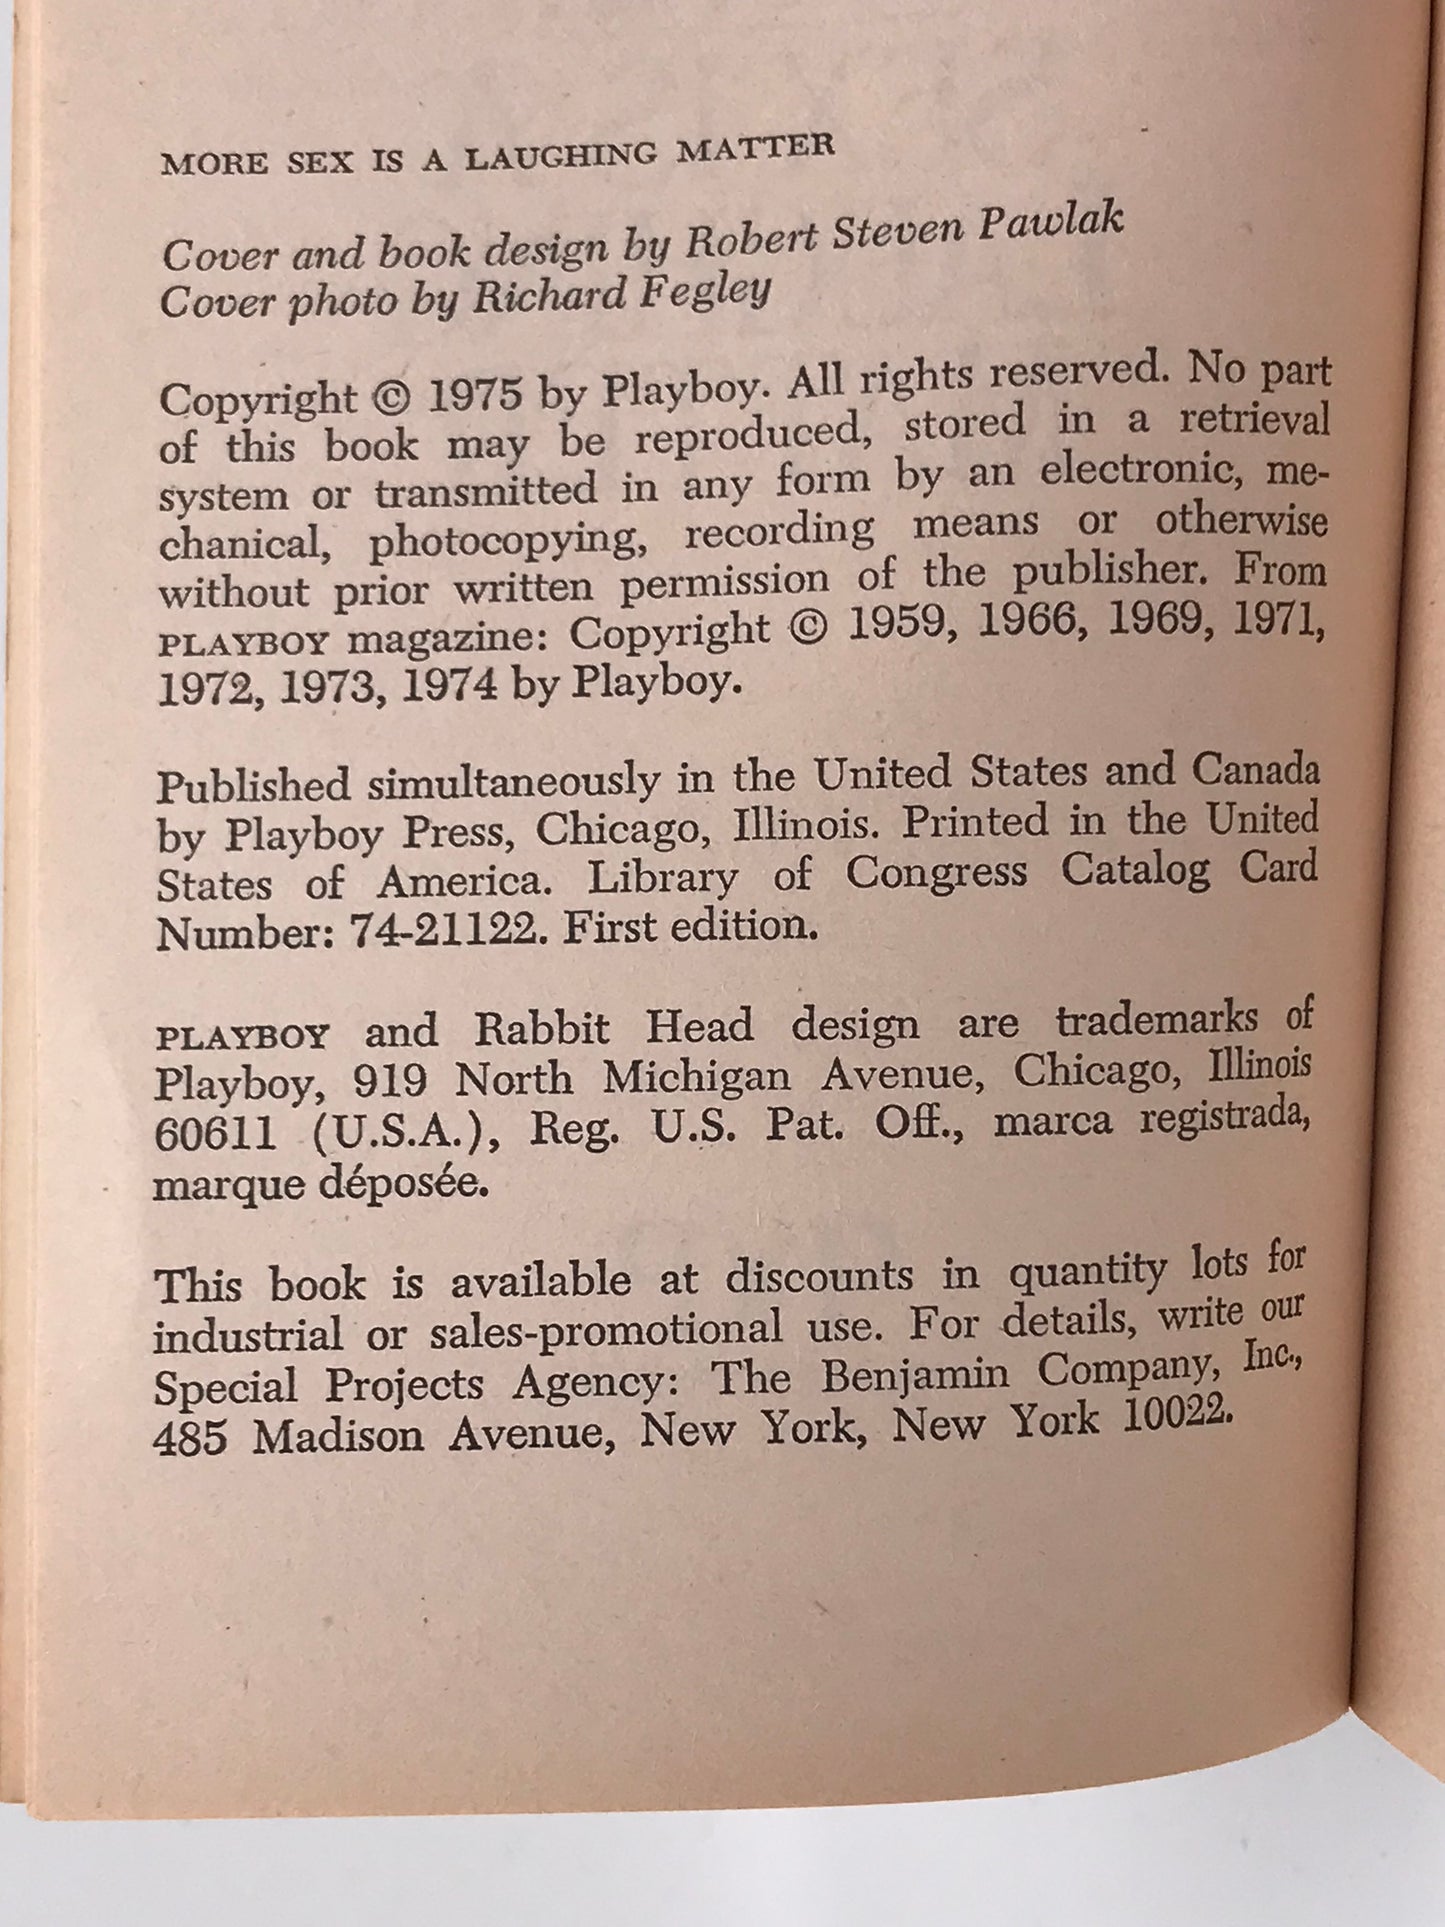 MORE SEX IS A LAUGHING MATTER
Cover and book design by Robert Steven Pawlak
Cover photo by Richard Fegley
Copyright © 1975 by Playboy. All rights reserved. No part
of this book may be reproduced, stored in a retrieval
system or transmitted in any form by an electronic, me-
chanical, photocopying, recording means or otherwise
without prior written permission of the publisher. From
PLAYBOY magazine: Copyright © 1959, 1966, 1969, 1971,
1972, 1973, 1974 by Playboy.
Published simultaneously in the United States and Canada
by Playboy Press, Chicago, Illinois. Printed in the United
States of America. Library of Congress Catalog Card
Number: 74-21122. First edition.
PLAYBOY and Rabbit Head design are trademarks of
Playboy, 919 North Michigan Avenue, Chicago, Illinois
60611 (U.S.A.), Reg. U.S. Pat. Off., marca registrada,
marque déposée.
This book is available at discounts in quantity lots for
industrial or sales-promotional use. For details, write our
Special Projects Agency: The Benjamin Company, Inc.,
485 Madison Avenue, New York, New York 10022.